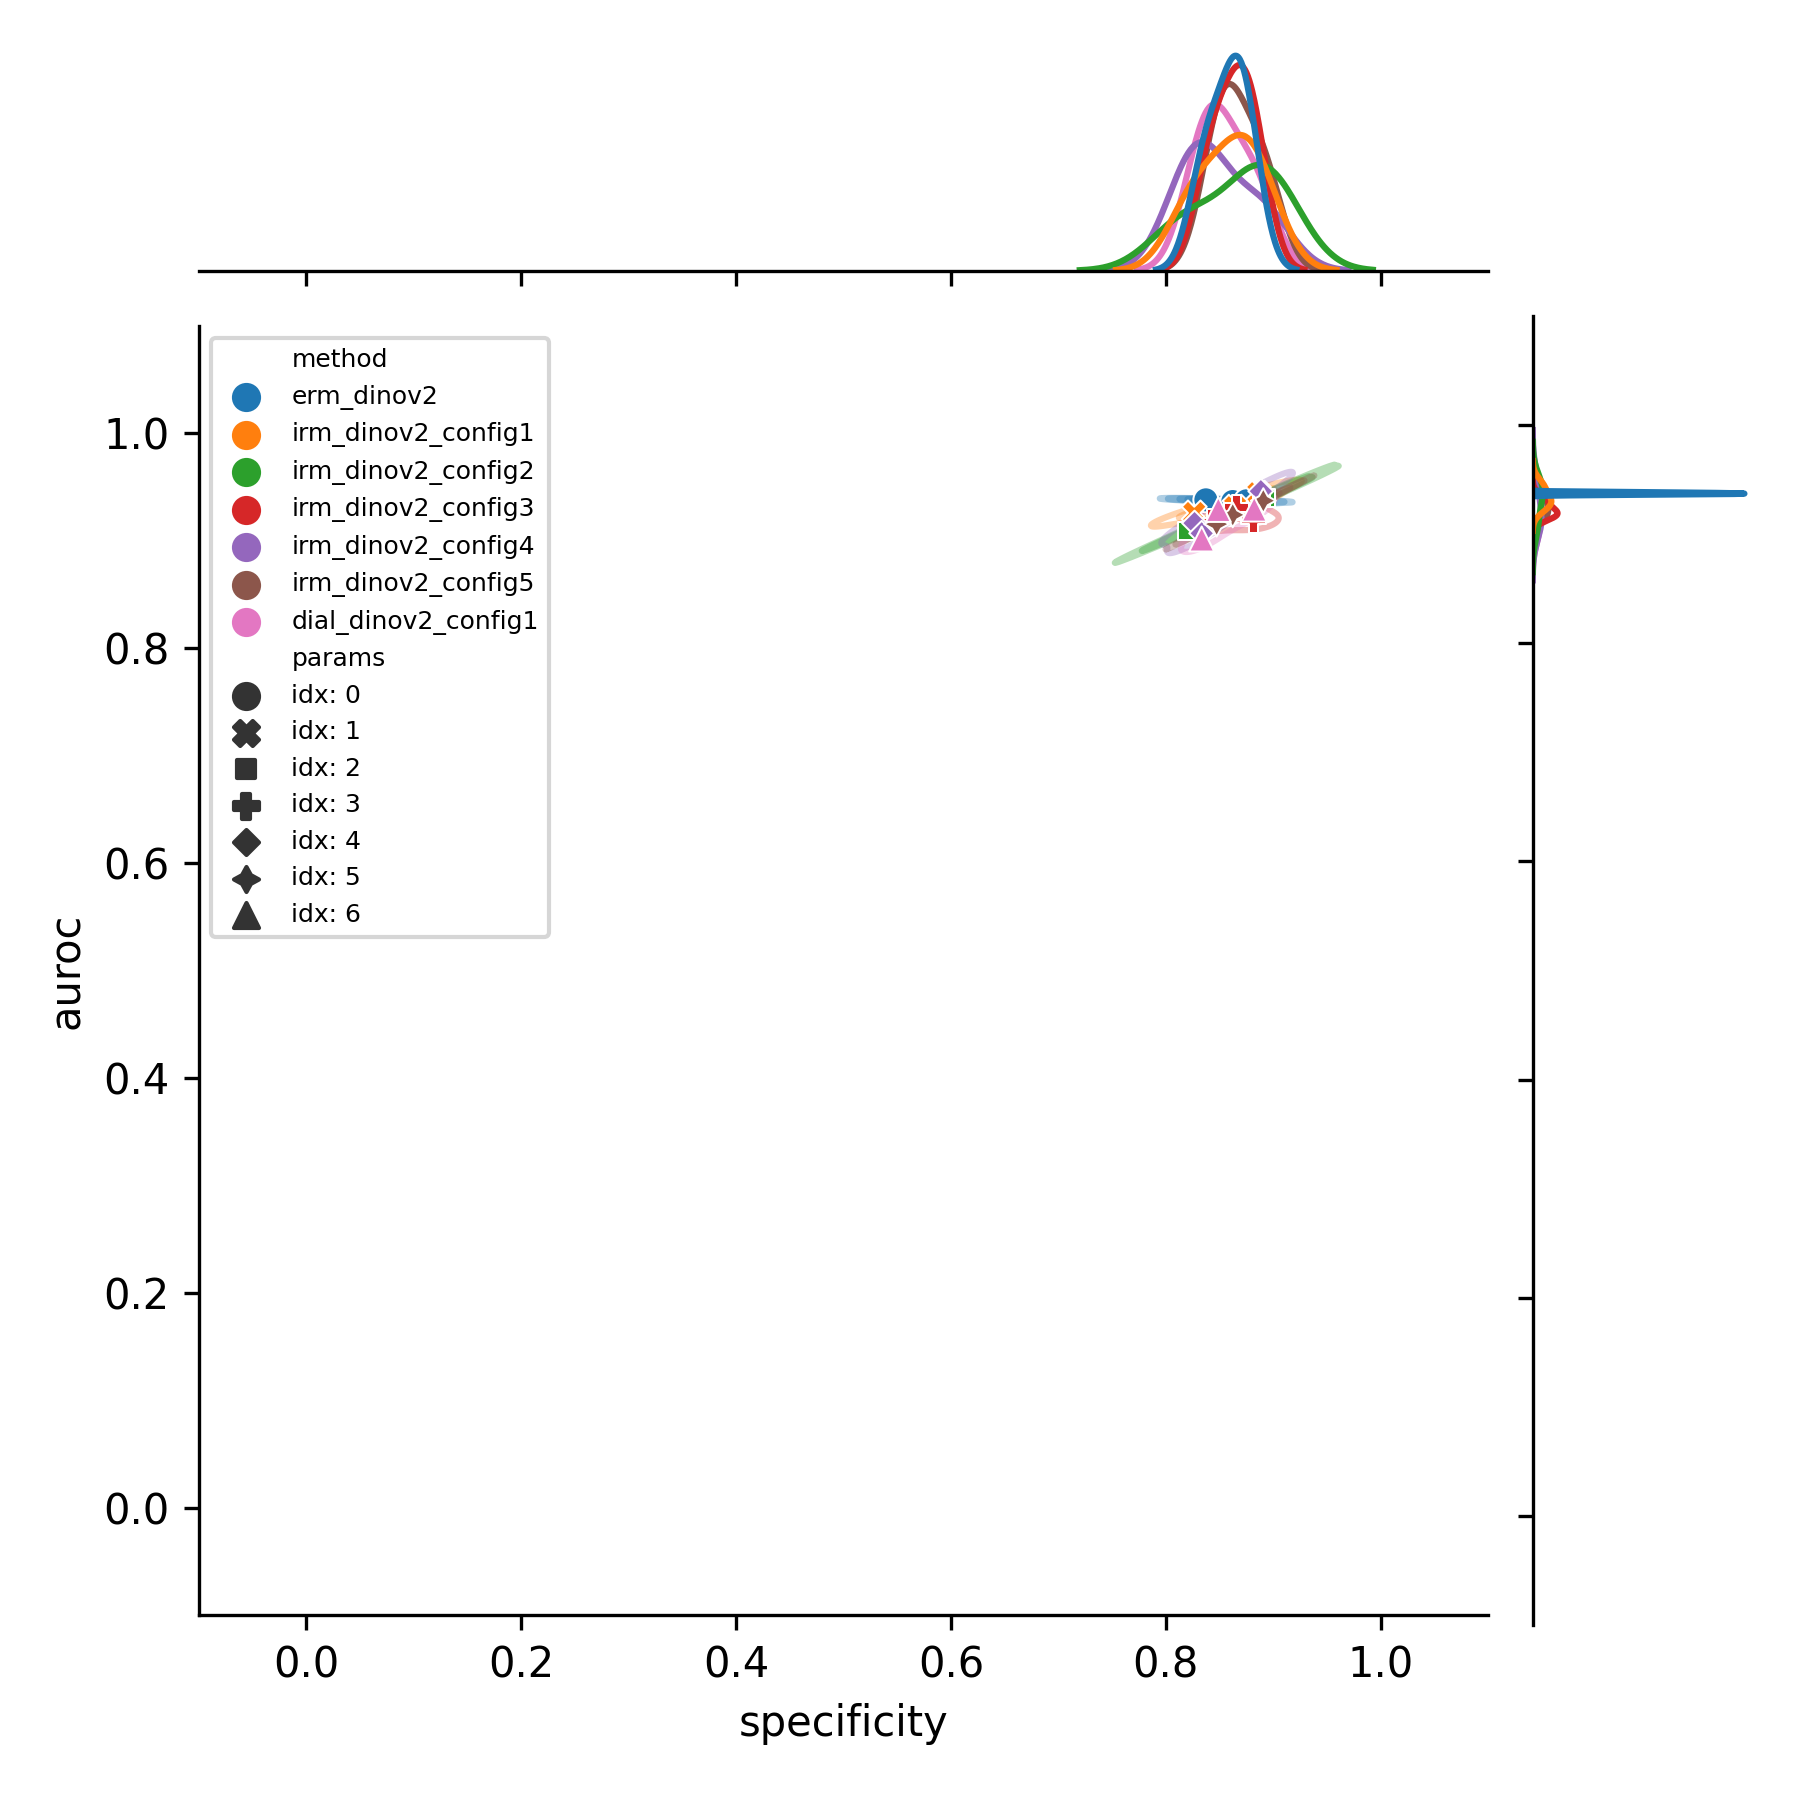 method
erm_dinov2
irm_dinov2_config1
irm_dinov2_config2
irm_dinov2_config3
irm_dinov2_config4
irm_dinov2_config5
dial_dinov2_config1
params
idx: 0
idx: 1
idx: 2
idx: 3
idx: 4
idx: 5
idx: 6
1.0
0.8
0.6
0.4
0.2
0.0
auroc
0.0 0.2 0.4 0.6 0.8 1.0
specificity